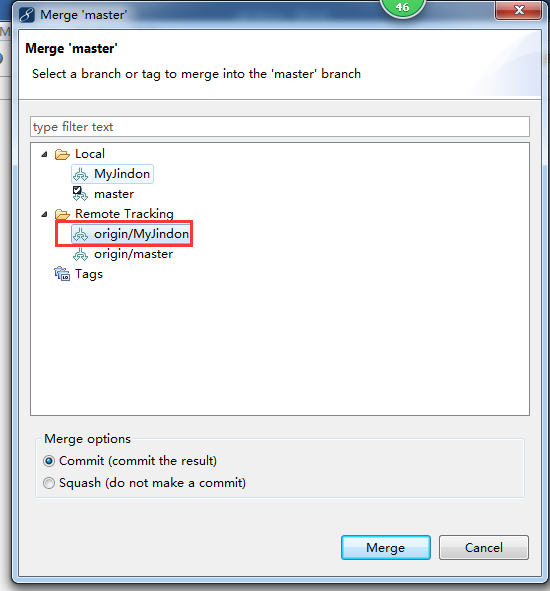 Merge 'master'
46
Merge 'master'
Select a branch or tag to merge into the 'master' branch
type filter text
Local
MyJindon
master
Remote Tracking
origin/MyJindon
origin/master
Tags
Merge options
Commit (commit the result)
Squash (do not make a commit)
Merge
Cancel